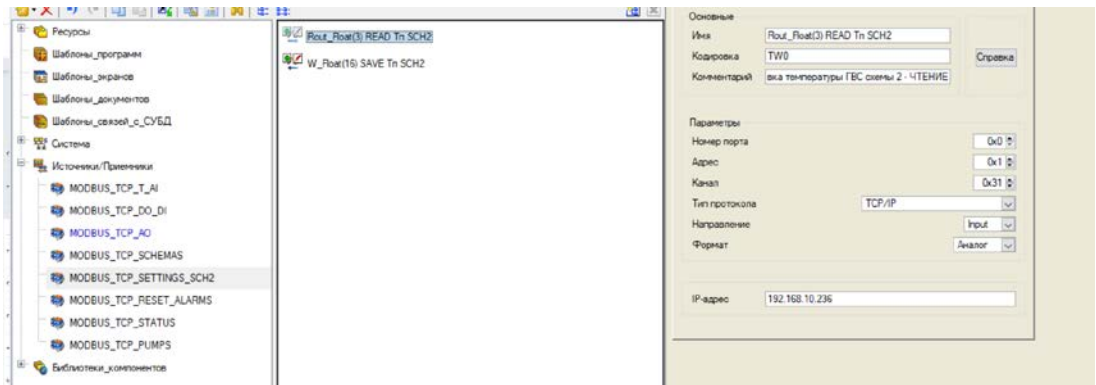 Ресурсы
Шаблоны_программ
Шаблоны_экранов
Шаблоны_документов
Шаблоны_связей_с_СУБД
Система
Источники/Приемники
MODBUS_TCP_T_AI
MODBUS_TCP_DO_DI
MODBUS_TCP_AO
MODBUS_TCP_SCHEMAS
MODBUS_TCP_SETTINGS_SCH2
MODBUS_TCP_RESET_ALARMS
MODBUS_TCP_STATUS
MODBUS_TCP_PUMPS
Библиотеки_компонентов
Rout_Float(3) READ Tn SCH2
W_Float(16) SAVE Tn SCH2
Основные
Имя Rout_Float(3) READ Tn SCH2
Кодировка TW0 Справка
Комментарий вка температуры ГВС схемы 2 - ЧТЕНИЕ
Параметры
Номер порта 0x0
Адрес 0x1
Канал 0x31
Тип протокола TCP/IP
Направление Input
Формат Аналог
IP-адрес 192.168.10.236